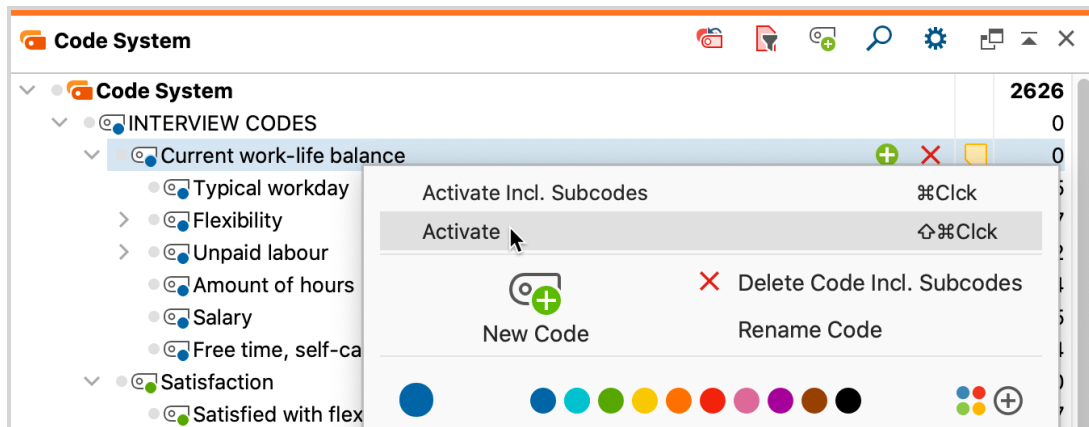 Code System
Code System 2626
INTERVIEW CODES 0
Current work-life balance 0
Activate Incl. Subcodes ⌘Clck
Typical workday
Activate ⇧⌘Clck
Flexibility
Unpaid labour
Delete Code Incl. Subcodes
Amount of hours
New Code
Rename Code
Salary
Free time, self-ca
Satisfaction
Satisfied with flex